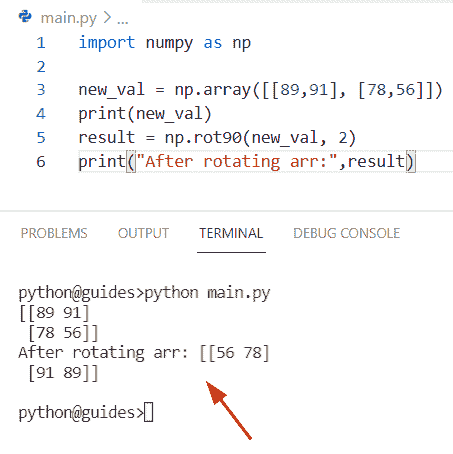 main.py > ...
1 import numpy as np
2
3 new_val = np.array([[89,91], [78,56]])
4 print(new_val)
5 result = np.rot90(new_val, 2)
6 print("After rotating arr:",result)
PROBLEMS OUTPUT TERMINAL DEBUG CONSOLE
python@guides>python main.py
[[89 91]
 [78 56]]
After rotating arr: [[56 78]
 [91 89]]
python@guides>